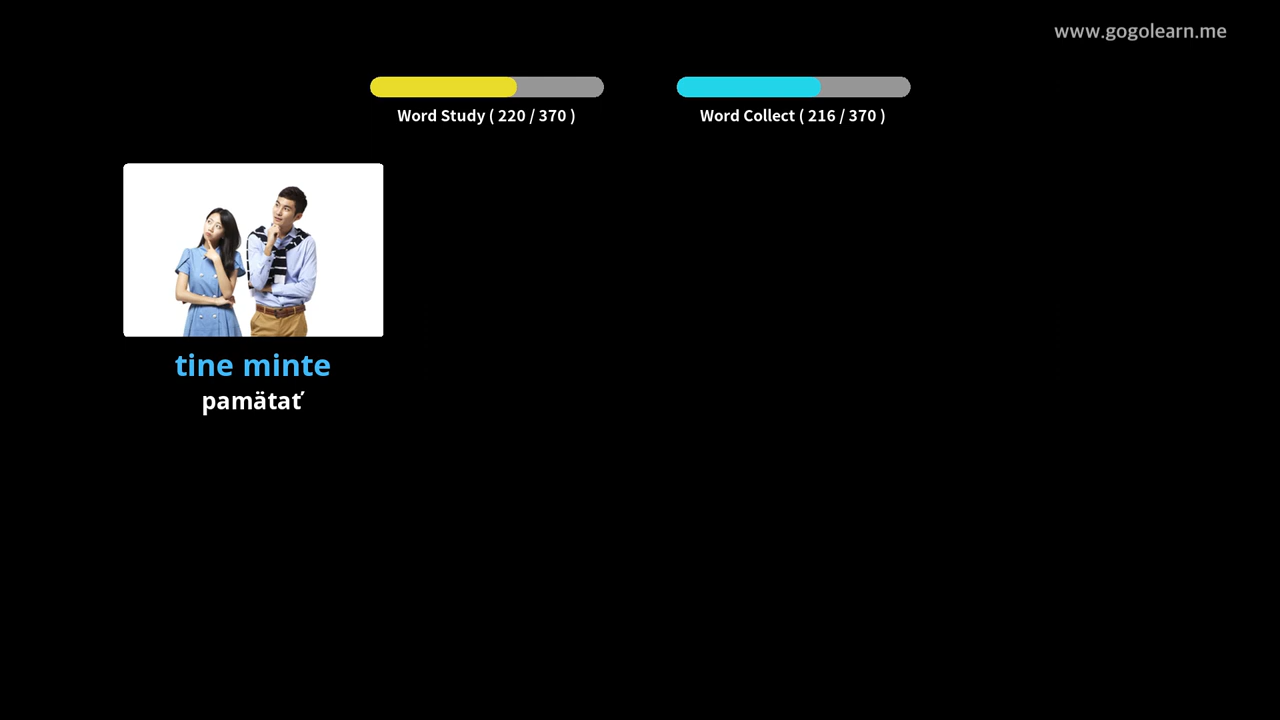 www.gogolearn.me
Word Study ( 220 / 370 )
Word Collect ( 216 / 370 )
tine minte
pamätať